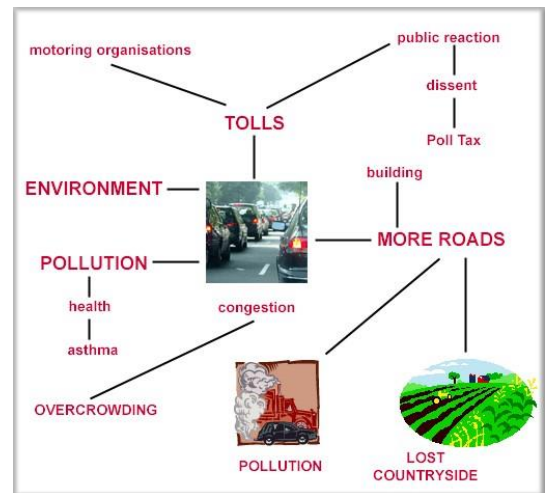 public reaction
motoring organisations
dissent
TOLLS
Poll Tax
building
ENVIRONMENT
MORE ROADS
POLLUTION
health
congestion
asthma
OVERCROWDING
POLLUTION
LOST
COUNTRYSIDE